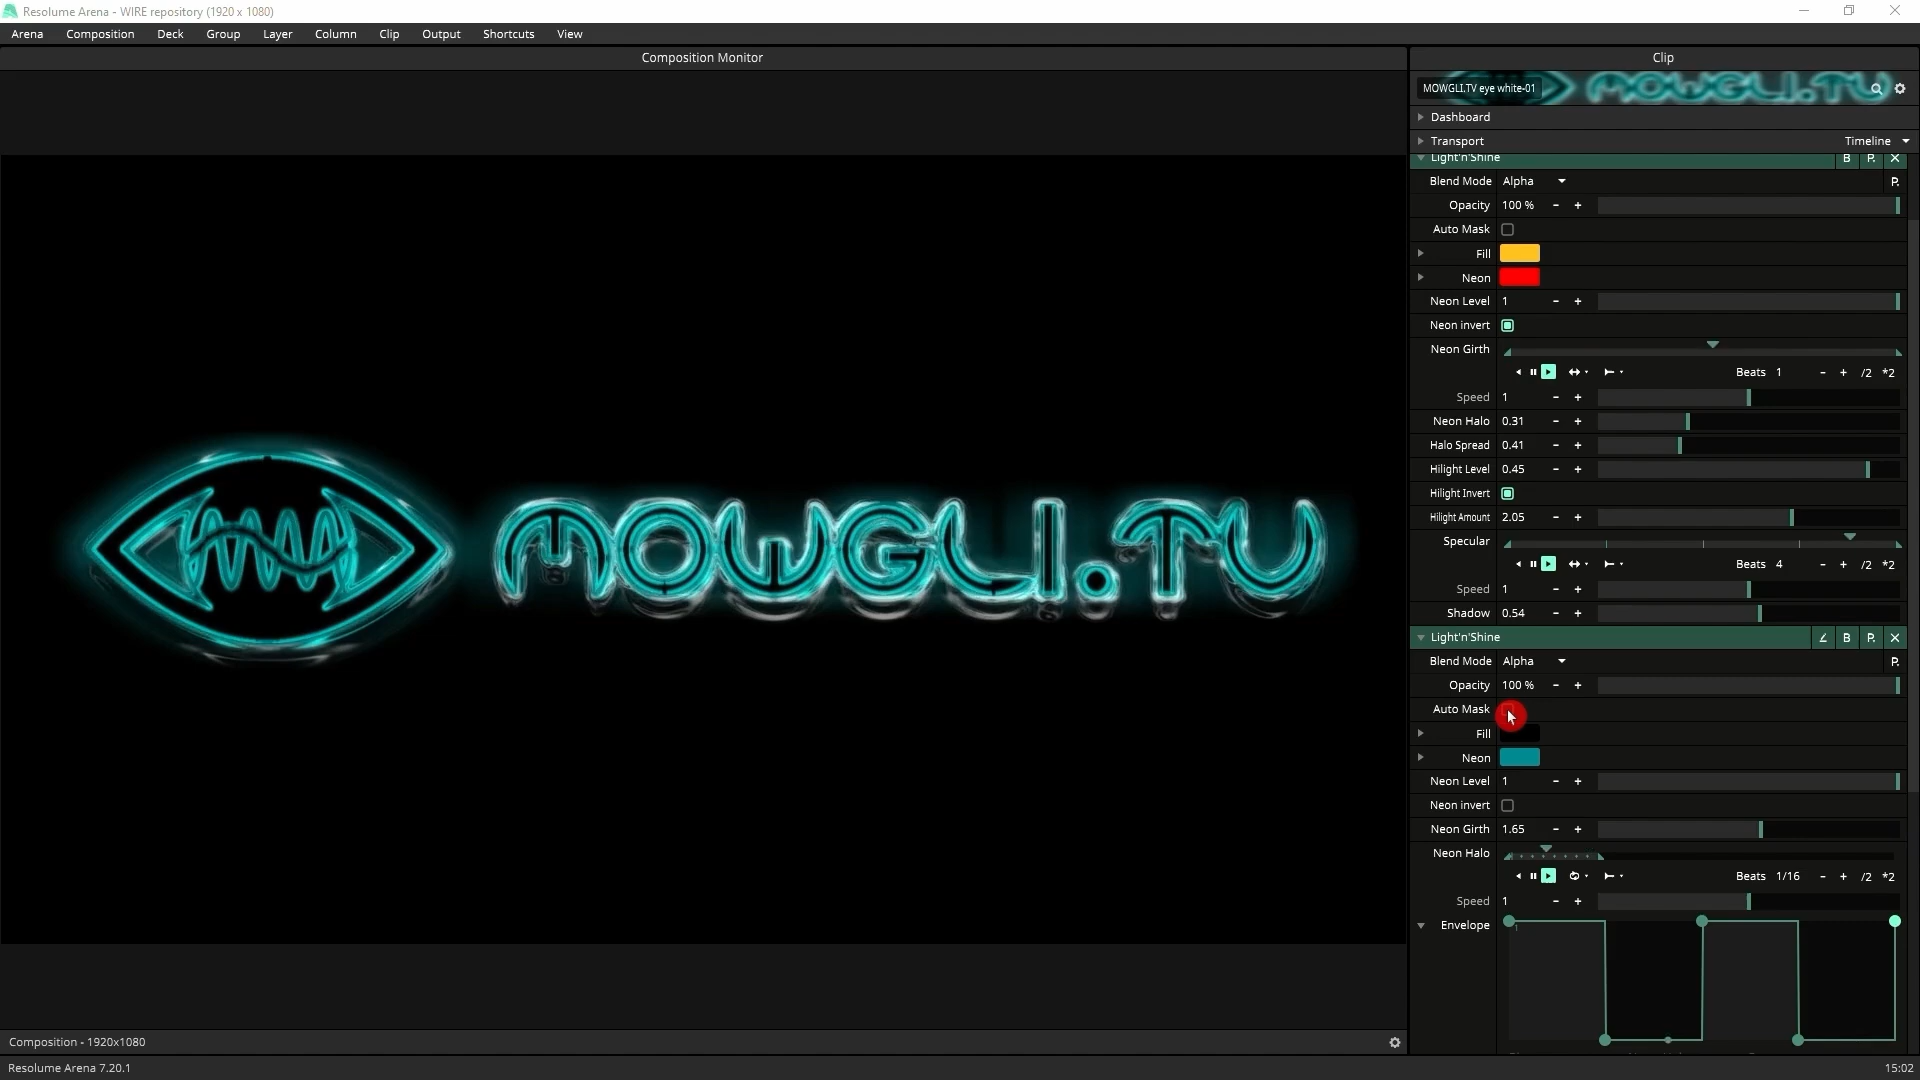 Resolume Arena - WIRE repository (1920 x 1080)
Arena Composition Deck Group Layer Column Clip Output Shortcuts View
Composition Monitor
Clip
MOWGLI.TV eye white-01
Dashboard
Transport Timeline
Light'n'Shine B P. X
Blend Mode Alpha P.
Opacity 100 % - +
Auto Mask
Fill
Neon
Neon Level 1 - +
Neon invert
Neon Girth
Beats 1 - + /2 *2
Speed 1 - +
Neon Halo 0.31 - +
Halo Spread 0.41 - +
Hilight Level 0.45 - +
Hilight Invert
Hilight Amount 2.05 - +
Specular
Beats 4 - + /2 *2
Speed 1 - +
Shadow 0.54 - +
MOWGLI.TV
Light'n'Shine B P. X
Blend Mode Alpha P.
Opacity 100 % - +
Auto Mask
Fill
Neon
Neon Level 1 - +
Neon invert
Neon Girth 1.65 - +
Neon Halo
Beats 1/16 - + /2 *2
Speed 1 - +
Envelope
1
Composition - 1920x1080
Resolume Arena 7.20.1
15:02